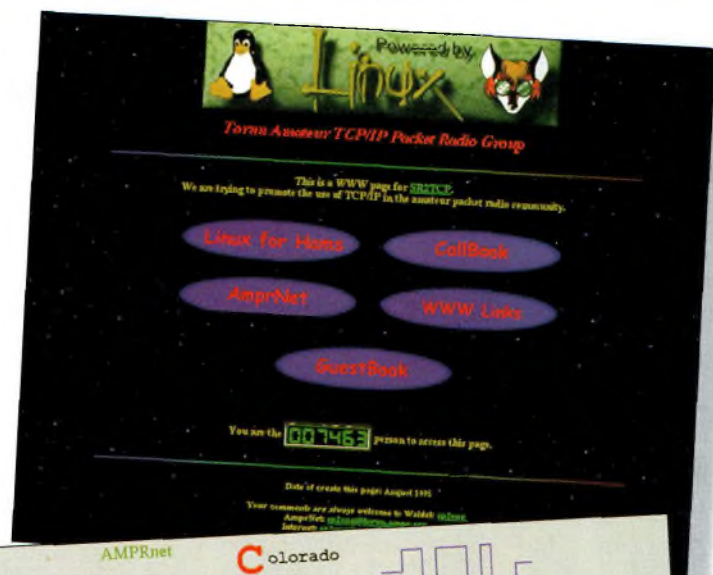 Powered by
Linux
Torun Amateur TCP/IP Packet Radio Group
This is a WWW page for SR2TCP.
We are trying to promote the use of TCP/IP in the amateur packet radio community.
Linux for Hams
CallBook
AmprNet
WWW Links
GuestBook
You are the 007463 person to access this page.
Date of create this page: August 1995
Your comments are always welcome to Waldek
AmprNet:
Internet:
AMPRnet
Colorado